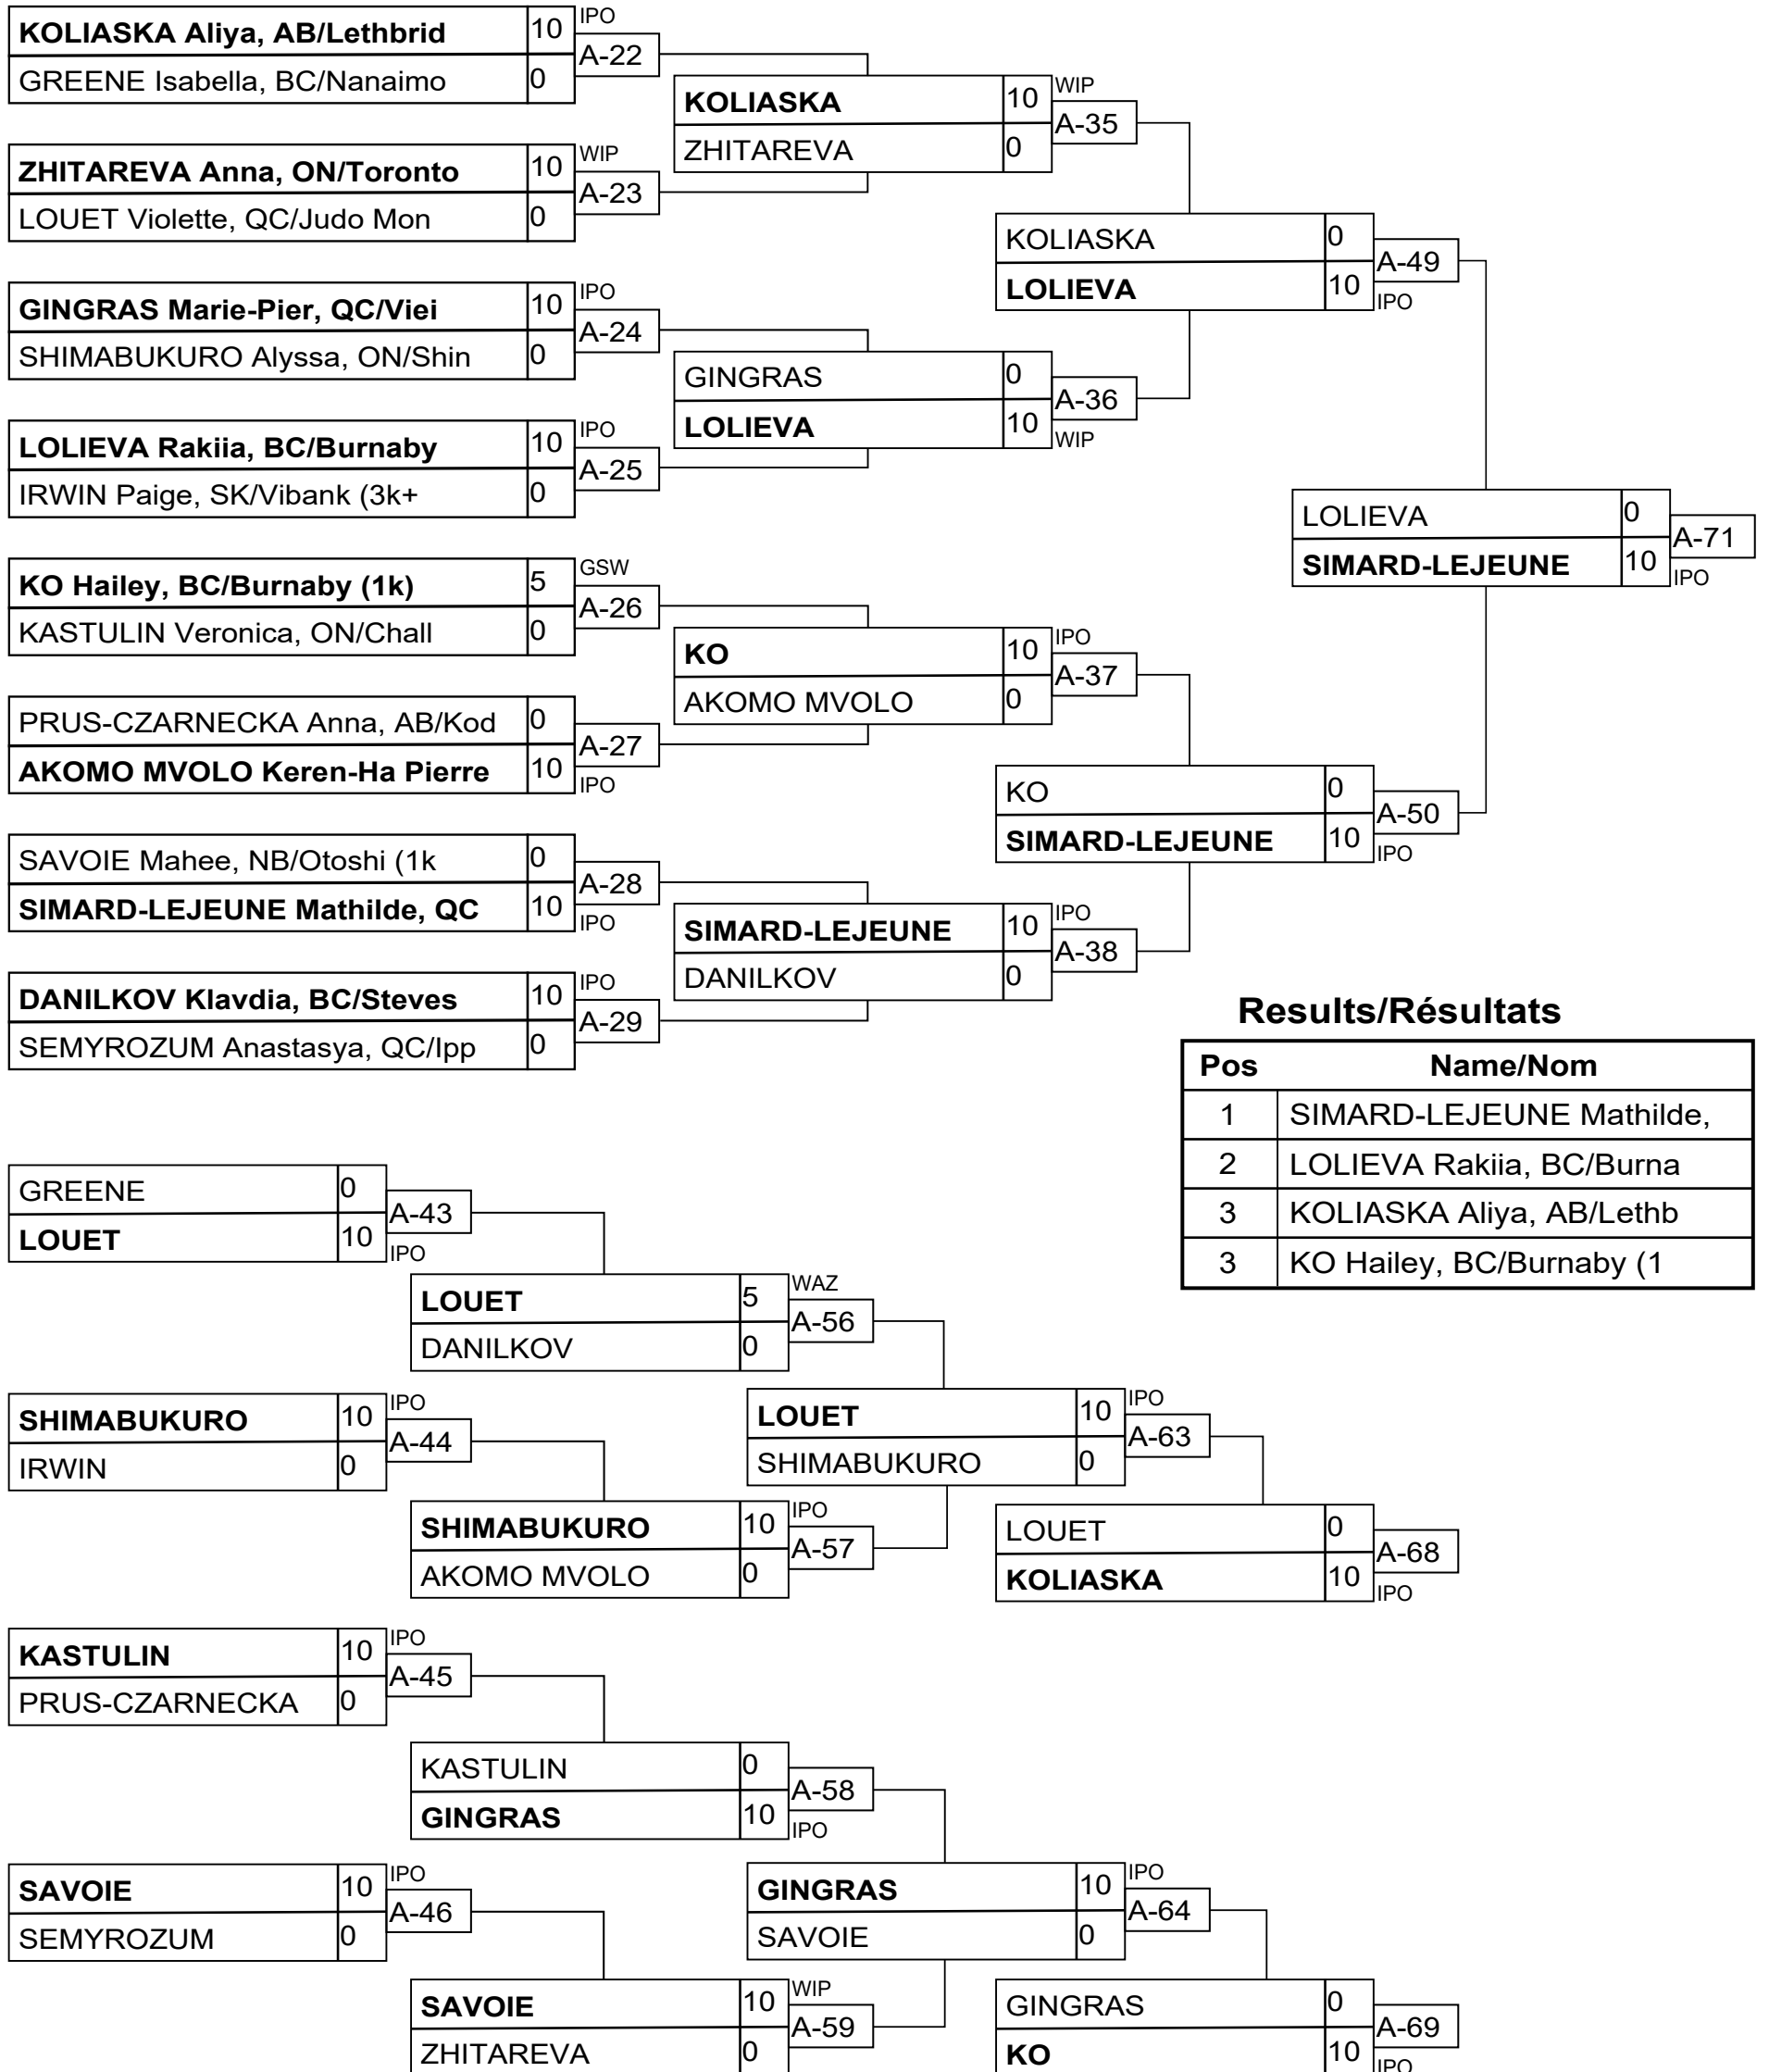 KOLIASKA Aliya, AB/Lethbrid 10 IPO
A-22
GREENE Isabella, BC/Nanaimo 0
ZHITAREVA Anna, ON/Toronto 10 WIP
A-23
LOUET Violette, QC/Judo Mon 0
GINGRAS Marie-Pier, QC/Viei 10 IPO
A-24
SHIMABUKURO Alyssa, ON/Shin 0
LOLIEVA Rakiia, BC/Burnaby 10 IPO
A-25
IRWIN Paige, SK/Vibank (3k+ 0
KO Hailey, BC/Burnaby (1k) 5 GSW
A-26
KASTULIN Veronica, ON/Chall 0
PRUS-CZARNECKA Anna, AB/Kod 0
A-27
AKOMO MVOLO Keren-Ha Pierre 10 IPO
SAVOIE Mahee, NB/Otoshi (1k 0
A-28
SIMARD-LEJEUNE Mathilde, QC 10 IPO
DANILKOV Klavdia, BC/Steves 10 IPO
A-29
SEMYROZUM Anastasya, QC/Ipp 0
KOLIASKA 10 WIP
A-35
ZHITAREVA 0
GINGRAS 0
A-36
LOLIEVA 10 WIP
KO 10 IPO
A-37
AKOMO MVOLO 0
SIMARD-LEJEUNE 10 IPO
A-38
DANILKOV 0
KOLIASKA 0
A-49
LOLIEVA 10 IPO
KO 0
A-50
SIMARD-LEJEUNE 10 IPO
LOLIEVA 0
A-71
SIMARD-LEJEUNE 10 IPO
Results/Résultats
Pos Name/Nom
1 SIMARD-LEJEUNE Mathilde,
2 LOLIEVA Rakiia, BC/Burna
3 KOLIASKA Aliya, AB/Lethb
3 KO Hailey, BC/Burnaby (1
GREENE 0
A-43
LOUET 10 IPO
SHIMABUKURO 10 IPO
A-44
IRWIN 0
KASTULIN 10 IPO
A-45
PRUS-CZARNECKA 0
SAVOIE 10 IPO
A-46
SEMYROZUM 0
LOUET 5 WAZ
A-56
DANILKOV 0
SHIMABUKURO 10 IPO
A-57
AKOMO MVOLO 0
KASTULIN 0
A-58
GINGRAS 10 IPO
SAVOIE 10 WIP
A-59
ZHITAREVA 0
LOUET 10 IPO
A-63
SHIMABUKURO 0
GINGRAS 10 IPO
A-64
SAVOIE 0
LOUET 0
A-68
KOLIASKA 10 IPO
GINGRAS 0
A-69
KO 10 IPO